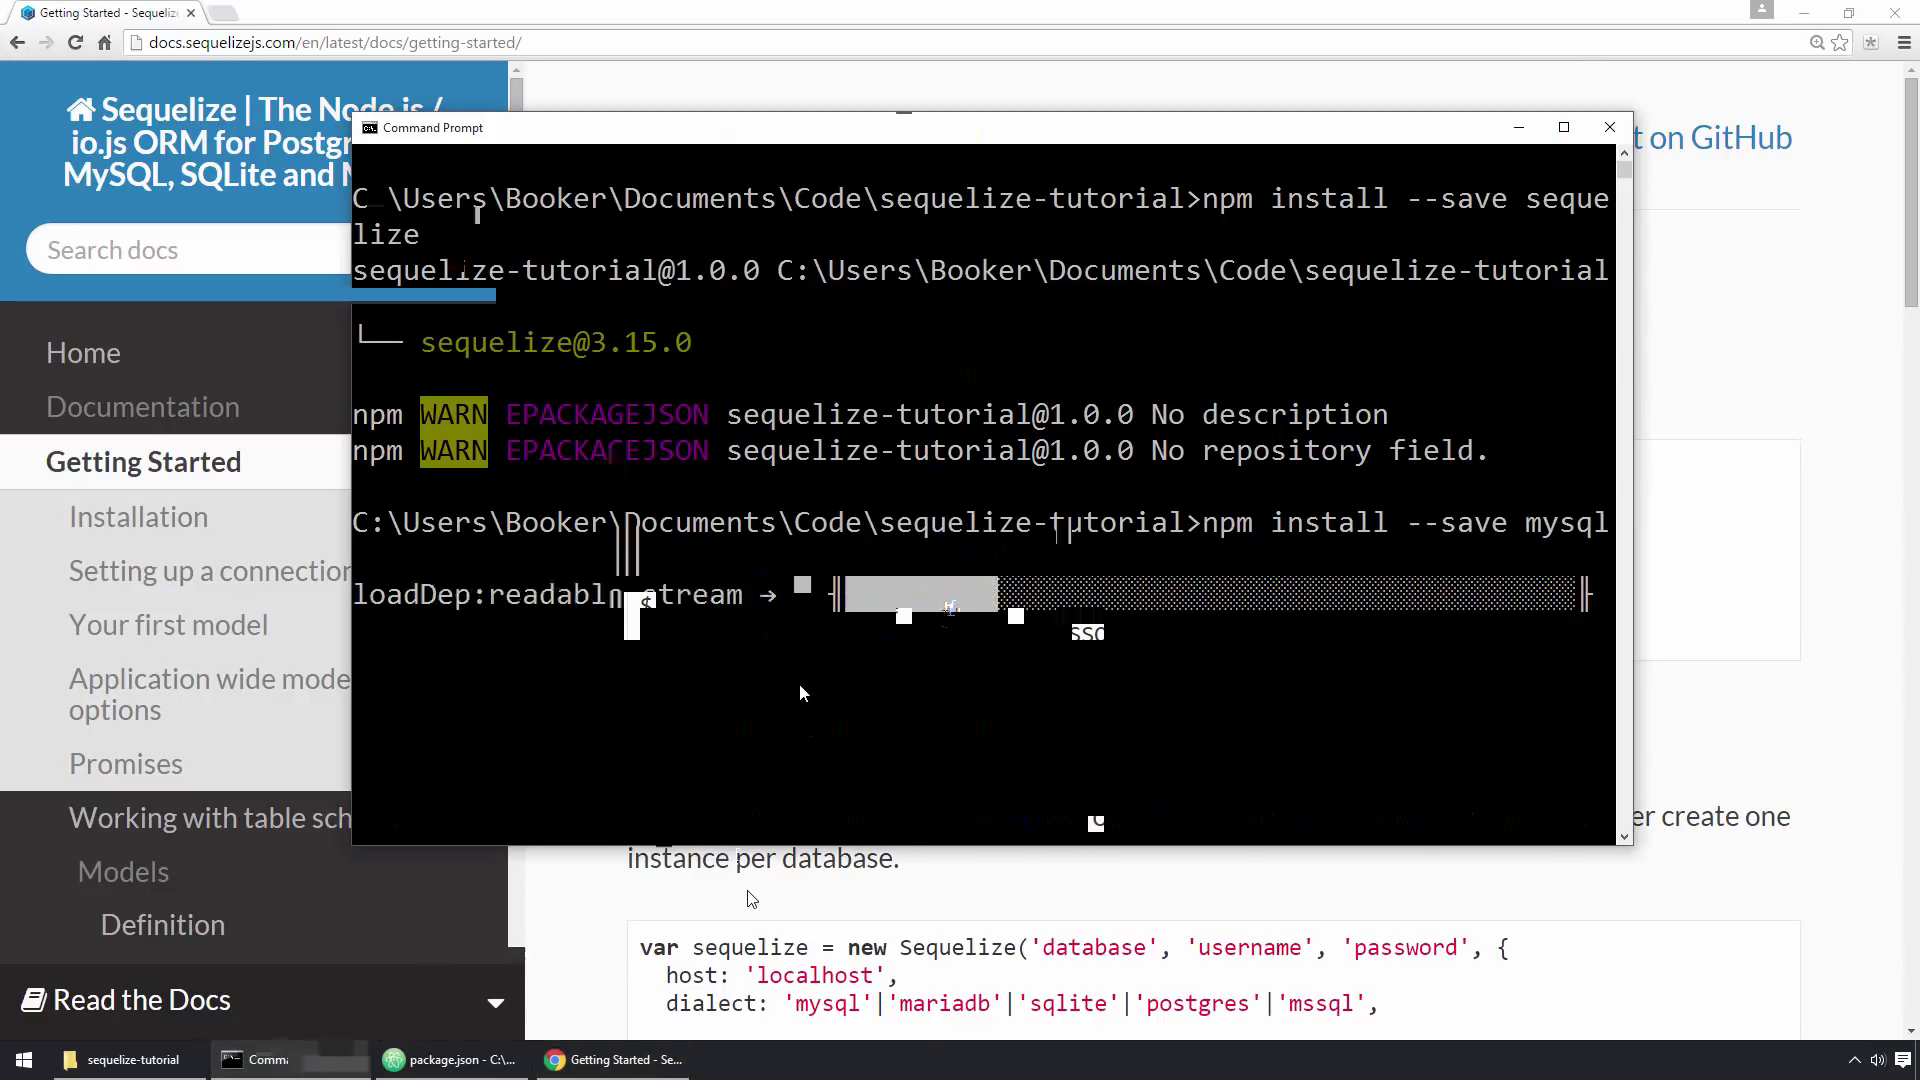 Getting Started - Sequeliz
docs.sequelizejs.com/en/latest/docs/getting-started/
Sequelize | The Node.js /
io.js ORM for Postgr
MySQL, SQLite and M
Search docs
Home
Documentation
Getting Started
Installation
Setting up a connection
Your first model
Application wide mode
options
Promises
Working with table sch
Models
Definition
Read the Docs
t on GitHub
Command Prompt
C \Users\Booker\Documents\Code\sequelize-tutorial>npm install --save seque
lize
sequelize-tutorial@1.0.0 C:\Users\Booker\Documents\Code\sequelize-tutorial
└── sequelize@3.15.0
npm WARN EPACKAGEJSON sequelize-tutorial@1.0.0 No description
npm WARN EPACKAGEJSON sequelize-tutorial@1.0.0 No repository field.
C:\Users\Booker\Documents\Code\sequelize-tutorial>npm install --save mysql
er create one
instance per database.
var sequelize = new Sequelize('database', 'username', 'password', {
host: 'localhost',
dialect: 'mysql'|'mariadb'|'sqlite'|'postgres'|'mssql',
sequelize-tutorial
Comma
package.json - C:\...
Getting Started - Se...